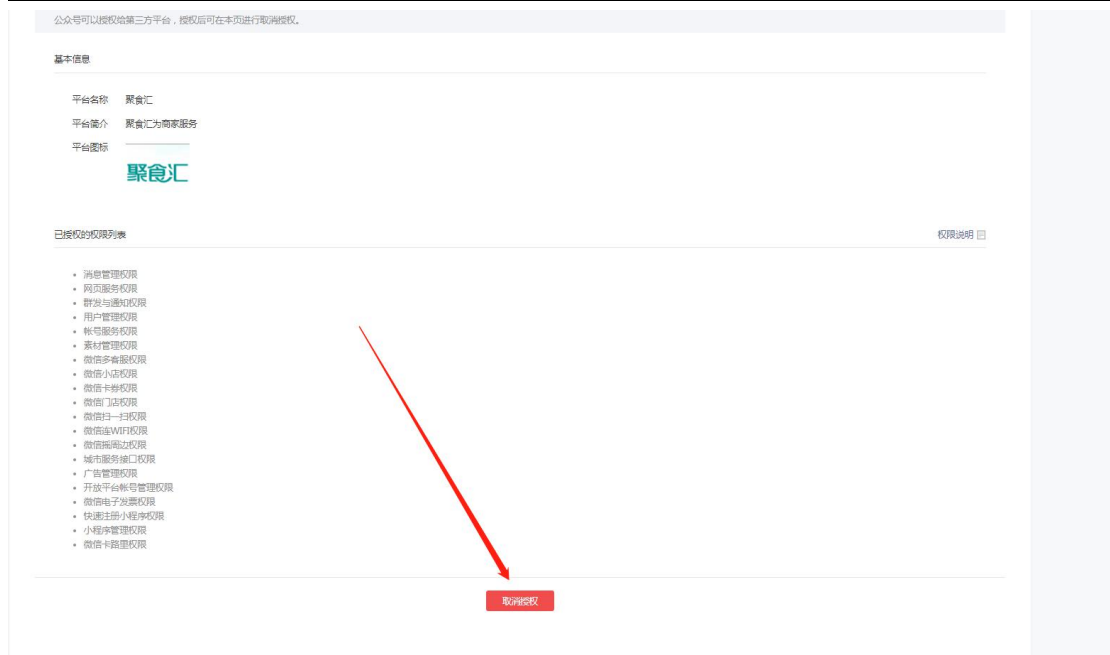 公众号可以授权给第三方平台，授权后可在本页进行取消授权。
基本信息
平台名称 聚食汇
平台简介 聚食汇为商家服务
平台图标
聚食汇
已授权的权限列表 权限说明
消息管理权限
网页服务权限
群发与通知权限
用户管理权限
帐号服务权限
素材管理权限
微信多客服权限
微信小店权限
微信卡券权限
微信门店权限
微信扫一扫权限
微信连WIFI权限
微信摇周边权限
城市服务接口权限
广告管理权限
开放平台帐号管理权限
微信电子发票权限
快速注册小程序权限
小程序管理权限
微信卡路里权限
取消授权